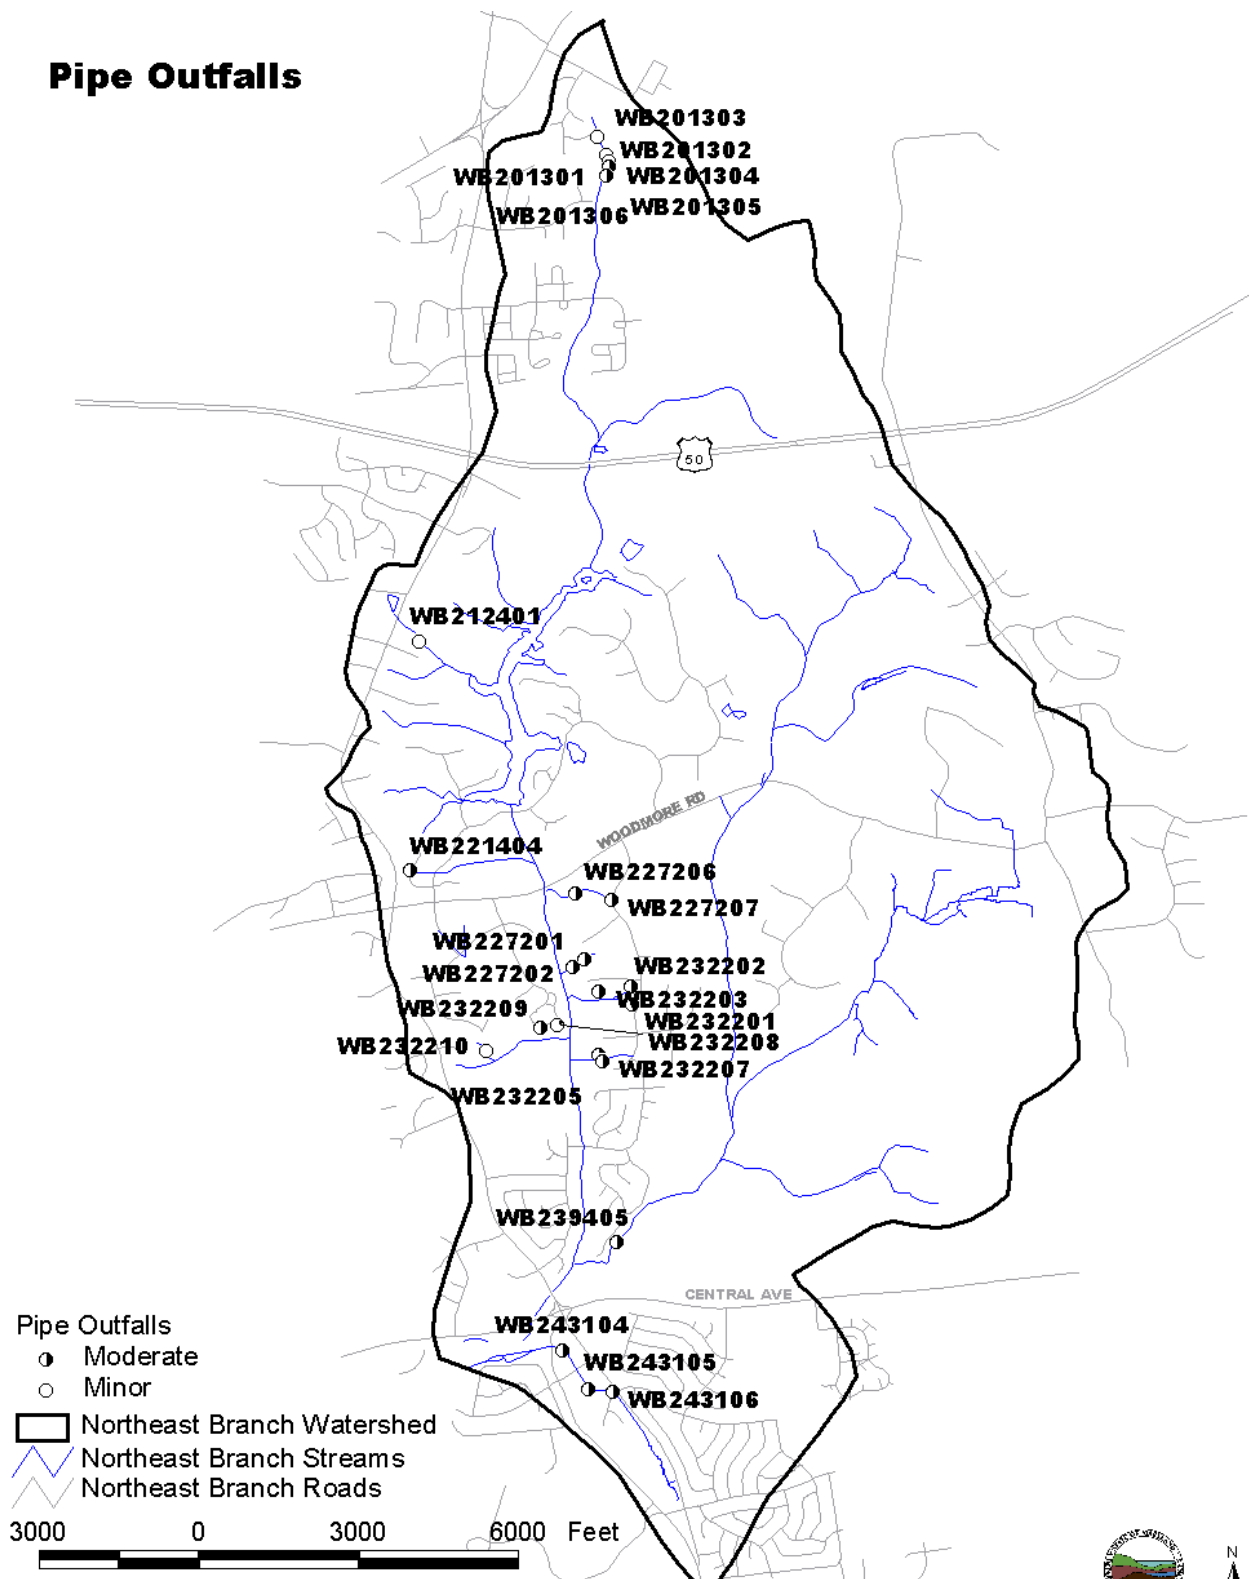 Pipe Outfalls
WB201303
WB201302
WB201301
WB201304
WB201305
WB201306
50
WB212401
WOODMORE RD
WB221404
WB227206
WB227207
WB227201
WB227202
WB232202
WB232203
WB232209
WB232201
WB232208
WB232210
WB232207
WB232205
WB239405
CENTRAL AVE
WB243104
WB243105
WB243106
Pipe Outfalls
Moderate
Minor
Northeast Branch Watershed
Northeast Branch Streams
Northeast Branch Roads
3000 0 3000 6000 Feet
N